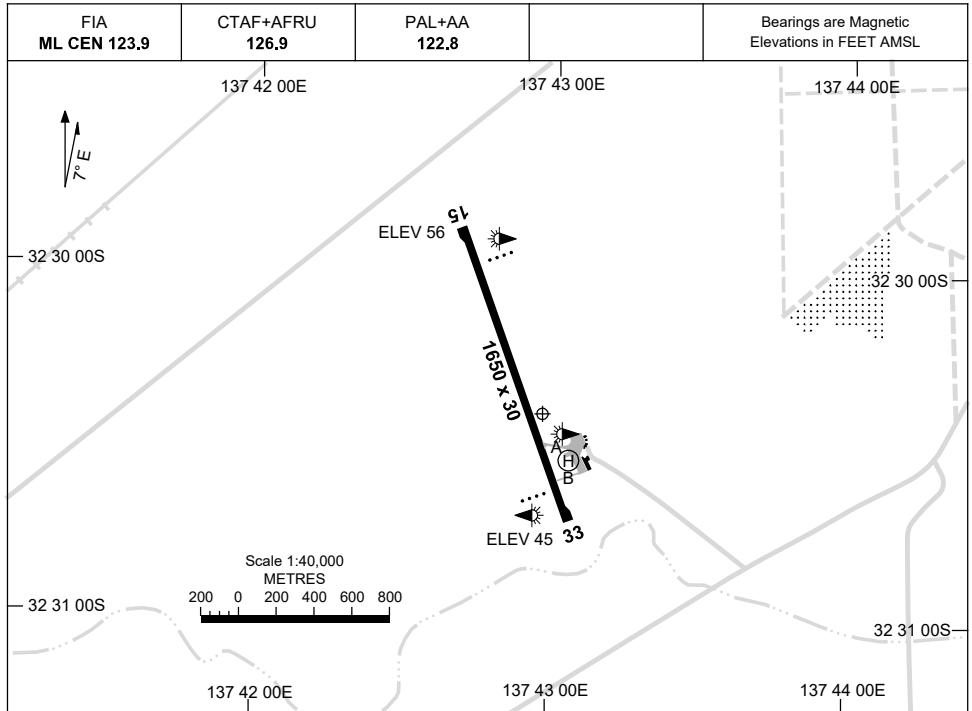 FIA
ML CEN 123.9
CTAF+AFRU
126.9
PAL+AA
122.8
Bearings are Magnetic
Elevations in FEET AMSL
137 42 00E
137 43 00E
137 44 00E
7° E
15
ELEV 56
32 30 00S
32 30 00S
1650 x 30
A
H
B
ELEV 45
33
Scale 1:40,000
METRES
200 0 200 400 600 800
32 31 00S
32 31 00S
137 42 00E
137 43 00E
137 44 00E